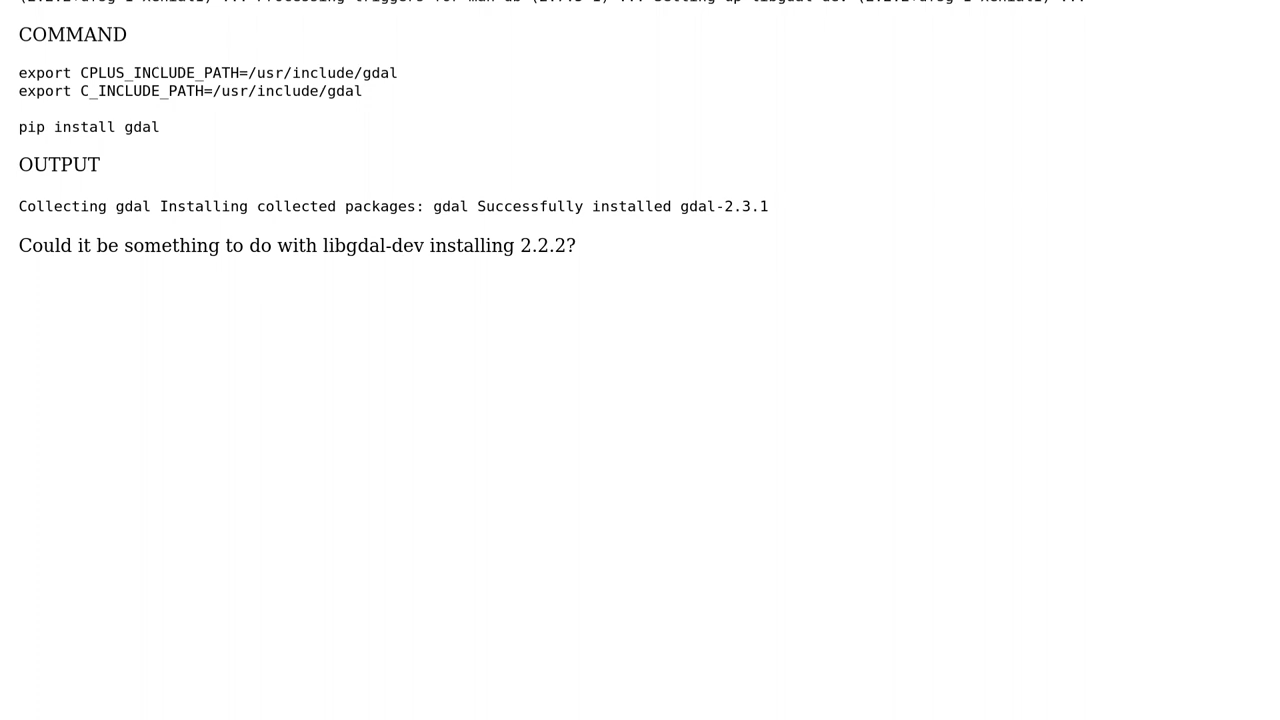 COMMAND
export CPLUS_INCLUDE_PATH=/usr/include/gdal
export C_INCLUDE_PATH=/usr/include/gdal
pip install gdal
OUTPUT
Collecting gdal Installing collected packages: gdal Successfully installed gdal-2.3.1
Could it be something to do with libgdal-dev installing 2.2.2?